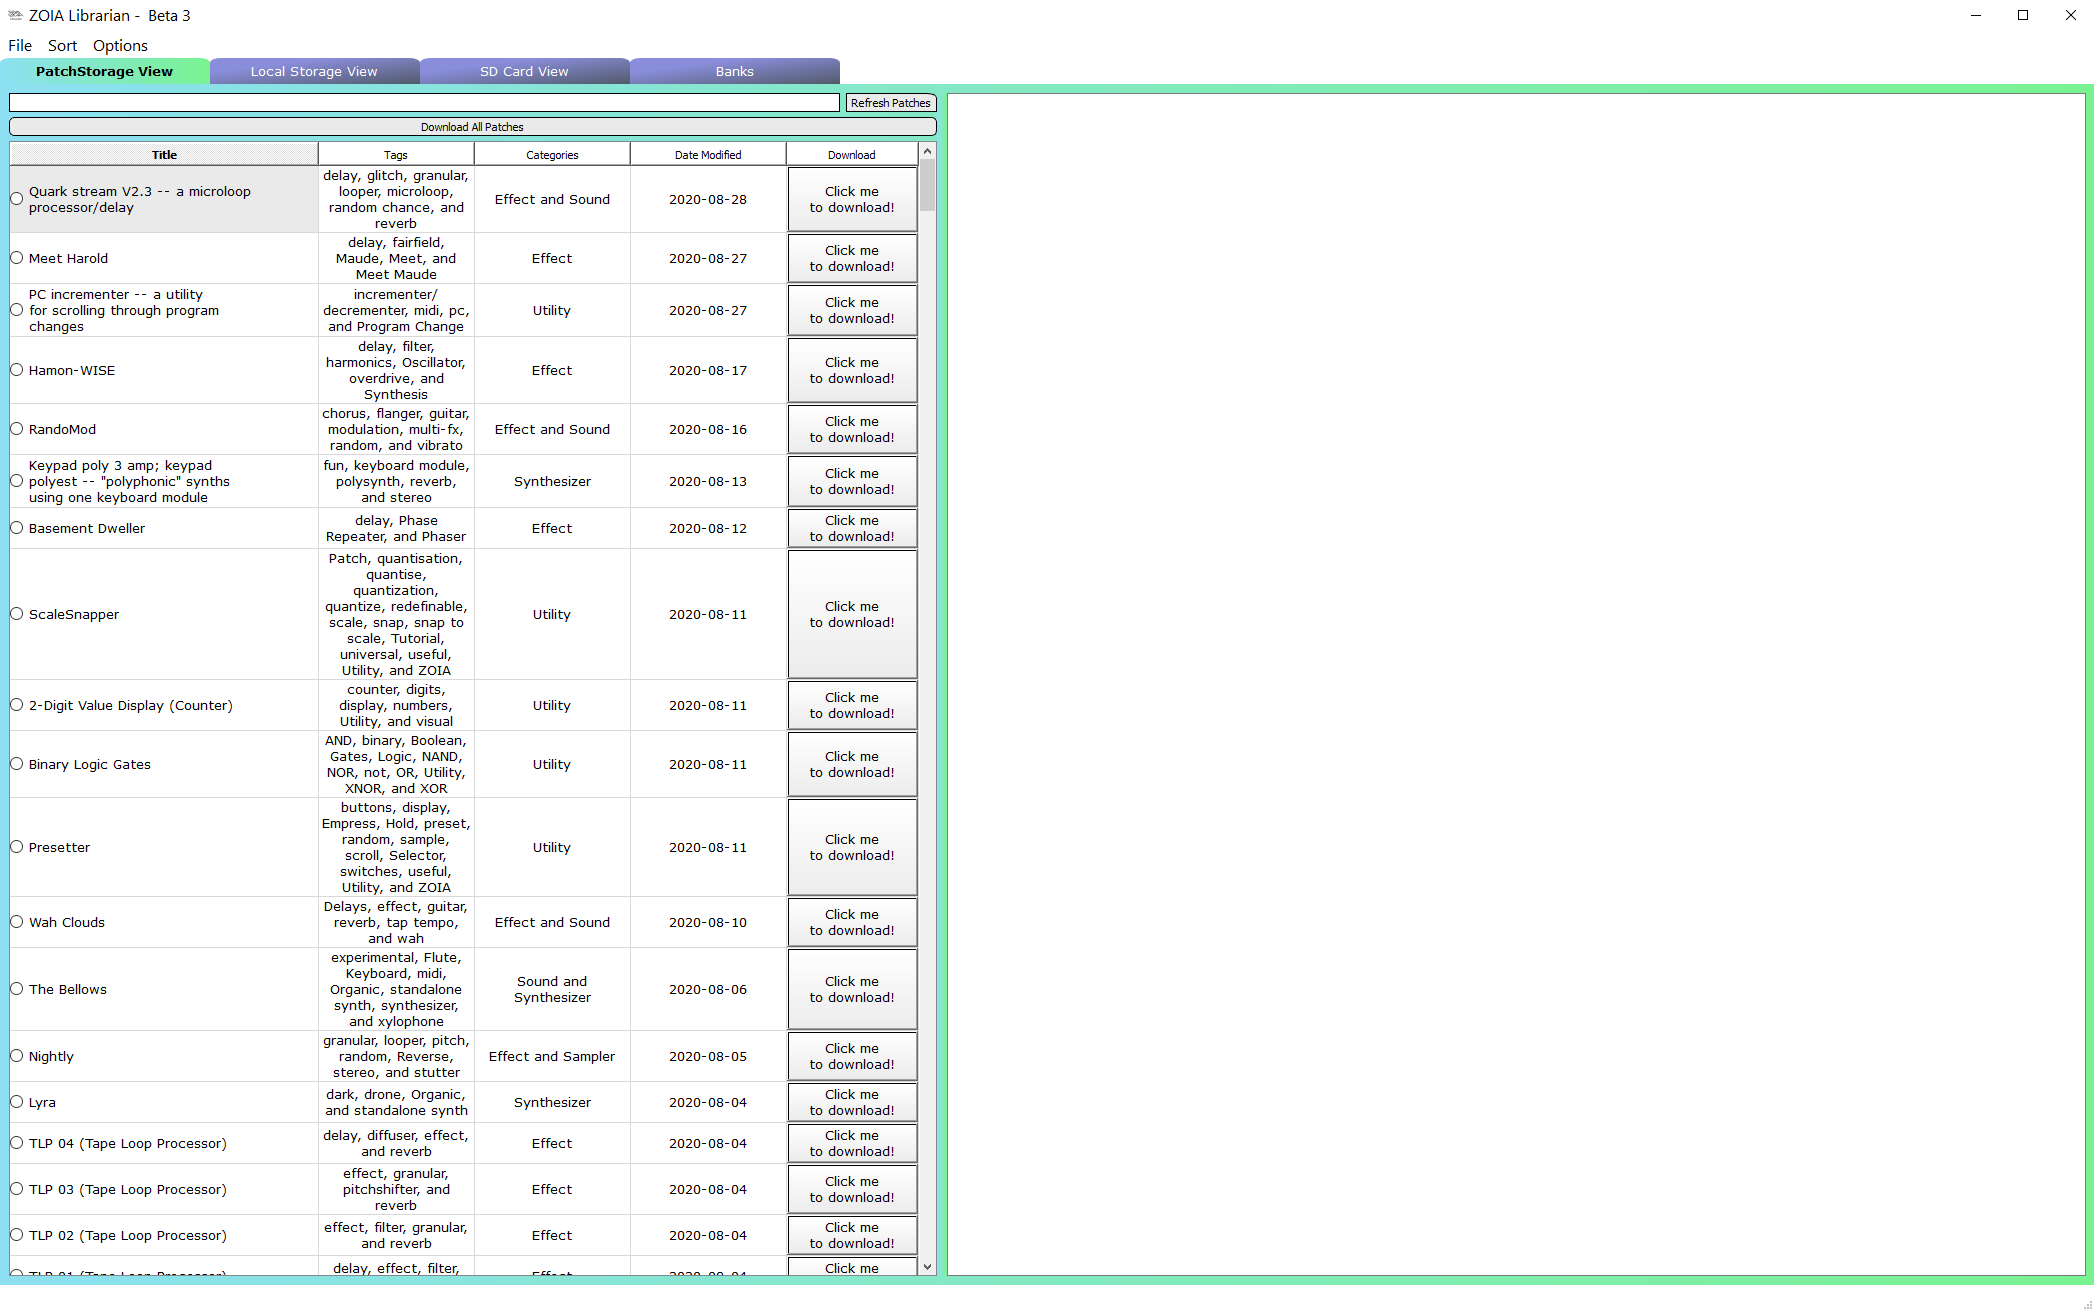 ZOIA Librarian - Beta 3
File Sort Options
PatchStorage View Local Storage View SD Card View Banks
Refresh Patches
Download All Patches
Title Tags Categories Date Modified Download
Quark stream V2.3 -- a microloop
processor/delay
delay, glitch, granular,
looper, microloop,
random chance, and
reverb
Effect and Sound
2020-08-28
Click me
to download!
Meet Harold
delay, fairfield,
Maude, Meet, and
Meet Maude
Effect
2020-08-27
Click me
to download!
PC incrementer -- a utility
for scrolling through program
changes
incrementer/
decrementer, midi, pc,
and Program Change
Utility
2020-08-27
Click me
to download!
Hamon-WISE
delay, filter,
harmonics, Oscillator,
overdrive, and
Synthesis
Effect
2020-08-17
Click me
to download!
RandoMod
chorus, flanger, guitar,
modulation, multi-fx,
random, and vibrato
Effect and Sound
2020-08-16
Click me
to download!
Keypad poly 3 amp; keypad
polyest -- "polyphonic" synths
using one keyboard module
fun, keyboard module,
polysynth, reverb,
and stereo
Synthesizer
2020-08-13
Click me
to download!
Basement Dweller
delay, Phase
Repeater, and Phaser
Effect
2020-08-12
Click me
to download!
ScaleSnapper
Patch, quantisation,
quantise,
quantization,
quantize, redefinable,
scale, snap, snap to
scale, Tutorial,
universal, useful,
Utility, and ZOIA
Utility
2020-08-11
Click me
to download!
2-Digit Value Display (Counter)
counter, digits,
display, numbers,
Utility, and visual
Utility
2020-08-11
Click me
to download!
Binary Logic Gates
AND, binary, Boolean,
Gates, Logic, NAND,
NOR, not, OR, Utility,
XNOR, and XOR
Utility
2020-08-11
Click me
to download!
Presetter
buttons, display,
Empress, Hold, preset,
random, sample,
scroll, Selector,
switches, useful,
Utility, and ZOIA
Utility
2020-08-11
Click me
to download!
Wah Clouds
Delays, effect, guitar,
reverb, tap tempo,
and wah
Effect and Sound
2020-08-10
Click me
to download!
The Bellows
experimental, Flute,
Keyboard, midi,
Organic, standalone
synth, synthesizer,
and xylophone
Sound and
Synthesizer
2020-08-06
Click me
to download!
Nightly
granular, looper, pitch,
random, Reverse,
stereo, and stutter
Effect and Sampler
2020-08-05
Click me
to download!
Lyra
dark, drone, Organic,
and standalone synth
Synthesizer
2020-08-04
Click me
to download!
TLP 04 (Tape Loop Processor)
delay, diffuser, effect,
and reverb
Effect
2020-08-04
Click me
to download!
TLP 03 (Tape Loop Processor)
effect, granular,
pitchshifter, and
reverb
Effect
2020-08-04
Click me
to download!
TLP 02 (Tape Loop Processor)
effect, filter, granular,
and reverb
Effect
2020-08-04
Click me
to download!
TLP 01 (Tape Loop Processor)
delay, effect, filter,
Effect
2020-08-04
Click me